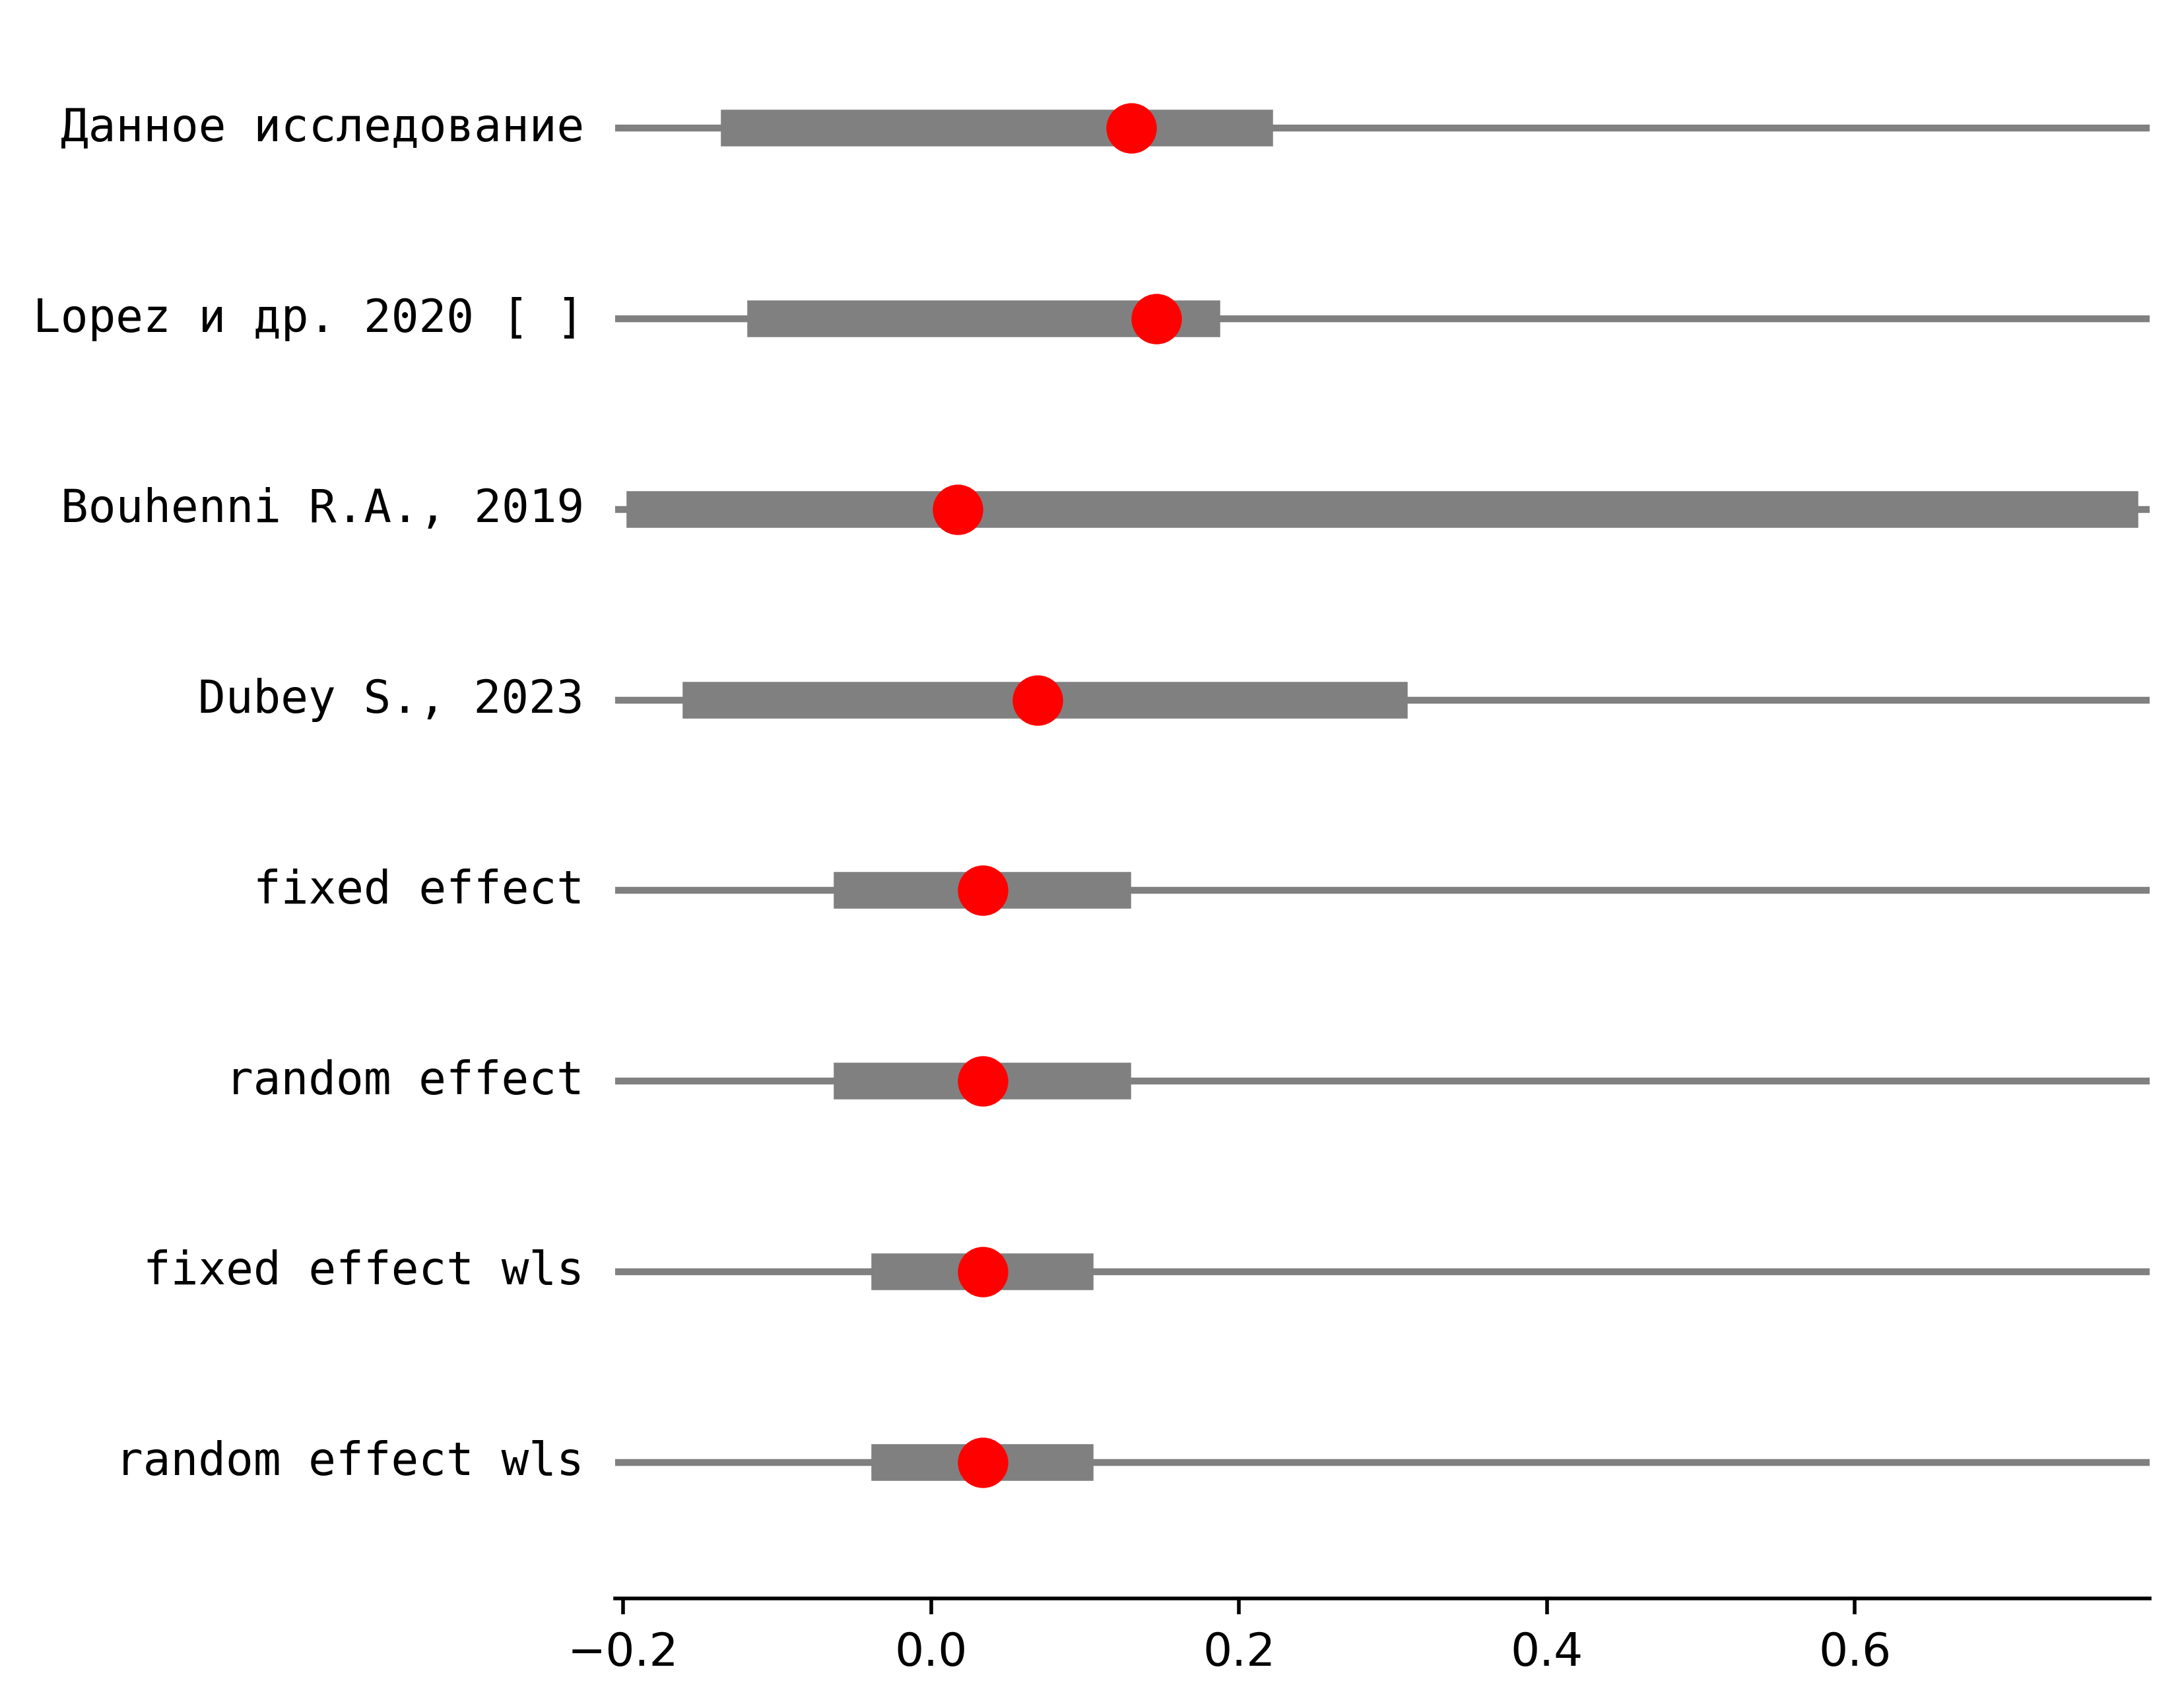 Данное исследование
Lopez и др. 2020 [ ]
Bouhenni R.A., 2019
Dubey S., 2023
fixed effect
random effect
fixed effect wls
random effect wls
−0.2 0.0 0.2 0.4 0.6